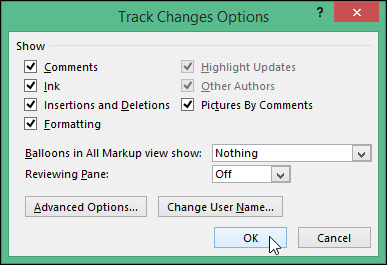 Track Changes Options
?
Show
Comments
Highlight Updates
Ink
Other Authors
Insertions and Deletions
Pictures By Comments
Formatting
Balloons in All Markup view show: Nothing
Reviewing Pane: Off
Advanced Options... Change User Name...
OK Cancel